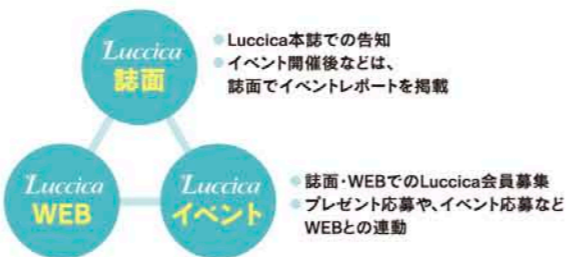 Luccica
誌面
Luccica本誌での告知
イベント開催後などは、
誌面でイベントレポートを掲載
Luccica
WEB
Luccica
イベント
誌面・WEBでのLuccica会員募集
プレゼント応募や、イベント応募など
WEBとの連動